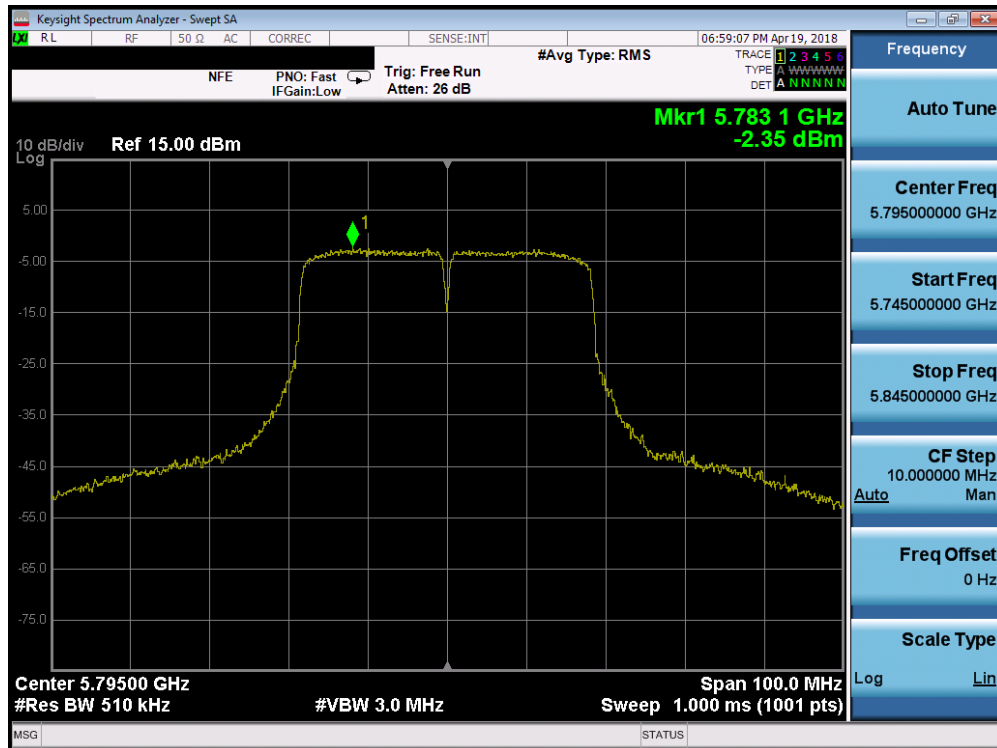 Keysight Spectrum Analyzer - Swept SA
LXI RL RF 50 Ω AC CORREC SENSE:INT 06:59:07 PM Apr 19, 2018
#Avg Type: RMS TRACE 1 2 3 4 5 6
NFE PNO: Fast Trig: Free Run TYPE A WWWWW
IFGain:Low Atten: 26 dB DET A N N N N N
Mkr1 5.783 1 GHz
-2.35 dBm
10 dB/div Ref 15.00 dBm
Log
1
5.00
-5.00
-15.0
-25.0
-35.0
-45.0
-55.0
-65.0
-75.0
Center 5.79500 GHz Span 100.0 MHz
#Res BW 510 kHz #VBW 3.0 MHz Sweep 1.000 ms (1001 pts)
MSG STATUS
Frequency
Auto Tune
Center Freq
5.795000000 GHz
Start Freq
5.745000000 GHz
Stop Freq
5.845000000 GHz
CF Step
10.000000 MHz
Auto Man
Freq Offset
0 Hz
Scale Type
Log Lin